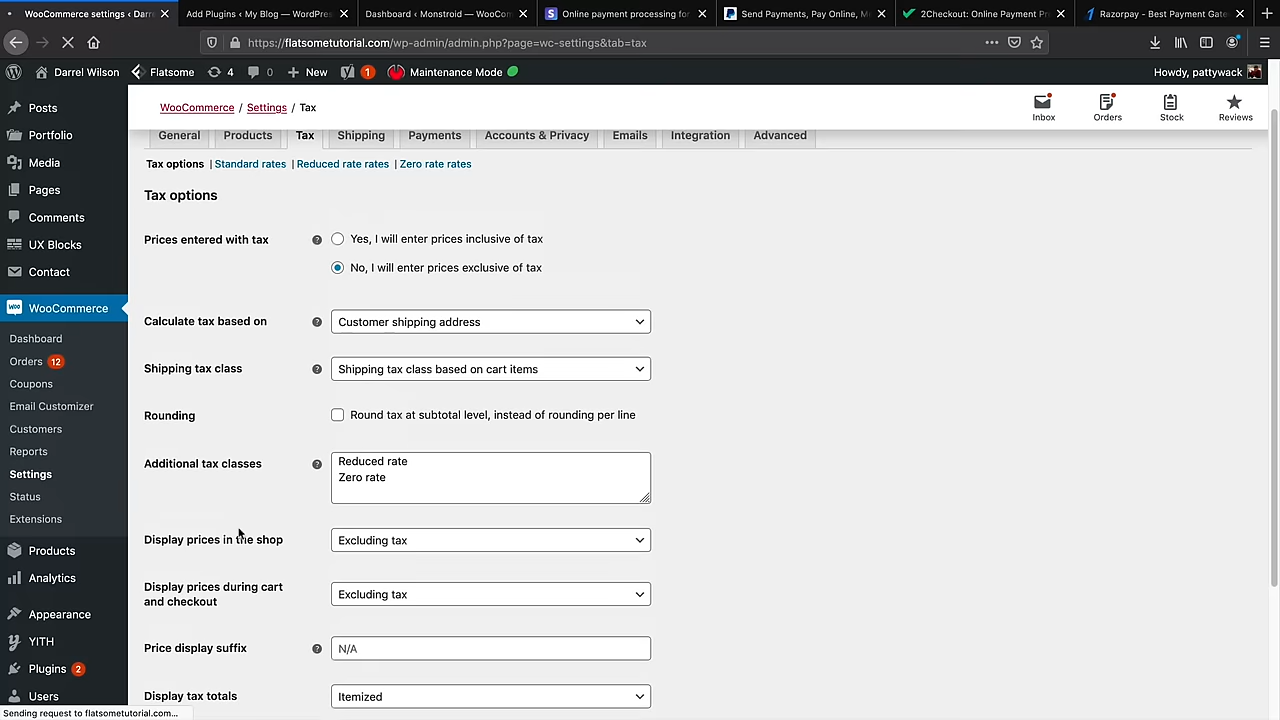 WooCommerce settings ‹ Darrel
Add Plugins ‹ My Blog — WordPres
Dashboard ‹ Monstroid — WooCom
S Online payment processing for
Send Payments, Pay Online, M
2Checkout: Online Payment Pr
Razorpay - Best Payment Gate
https://flatsometutorial.com/wp-admin/admin.php?page=wc-settings&tab=tax
Darrel Wilson Flatsome 4 0 + New 1 Maintenance Mode Howdy, pattywack
WooCommerce / Settings / Tax
Inbox Orders Stock Reviews
General Products Tax Shipping Payments Accounts & Privacy Emails Integration Advanced
Tax options | Standard rates | Reduced rate rates | Zero rate rates
Tax options
Prices entered with tax
Yes, I will enter prices inclusive of tax
No, I will enter prices exclusive of tax
Calculate tax based on
Customer shipping address
Shipping tax class
Shipping tax class based on cart items
Rounding
Round tax at subtotal level, instead of rounding per line
Additional tax classes
Reduced rate
Zero rate
Display prices in the shop
Excluding tax
Display prices during cart
and checkout
Excluding tax
Price display suffix
N/A
Display tax totals
Itemized
Posts
Portfolio
Media
Pages
Comments
UX Blocks
Contact
Woo WooCommerce
Dashboard
Orders 12
Coupons
Email Customizer
Customers
Reports
Settings
Status
Extensions
Products
Analytics
Appearance
YITH
Plugins 2
Users
Sending request to flatsometutorial.com...